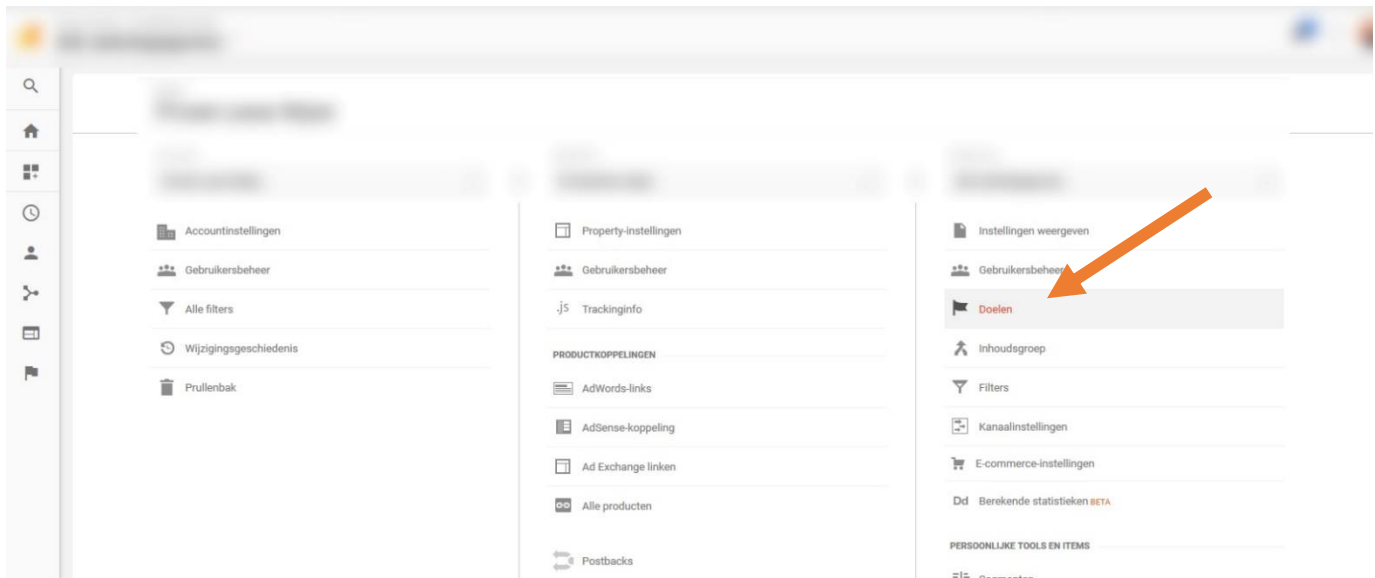 Accountinstellingen
Gebruikersbeheer
Alle filters
Wijzigingsgeschiedenis
Prullenbak
Property-instellingen
Gebruikersbeheer
.js Trackinginfo
PRODUCTKOPPELINGEN
AdWords-links
AdSense-koppeling
Ad Exchange linken
Alle producten
Postbacks
Instellingen weergeven
Gebruikersbeheer
Doelen
Inhoudsgroep
Filters
Kanaalinstellingen
E-commerce-instellingen
Dd Berekende statistieken BETA
PERSOONLIJKE TOOLS EN ITEMS